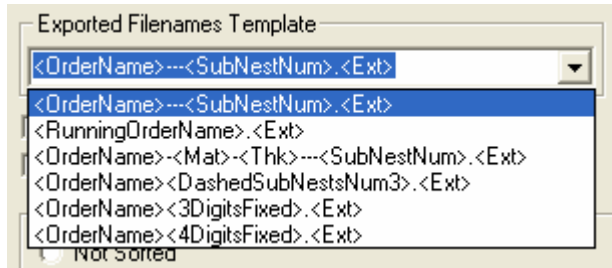 Exported Filenames Template
<OrderName>---<SubNestNum>.<Ext>
<OrderName>---<SubNestNum>.<Ext>
<RunningOrderName>.<Ext>
<OrderName>-<Mat>-<Thk>---<SubNestNum>.<Ext>
<OrderName><DashedSubNestsNum3>.<Ext>
<OrderName><3DigitsFixed>.<Ext>
<OrderName><4DigitsFixed>.<Ext>
Not Sorted